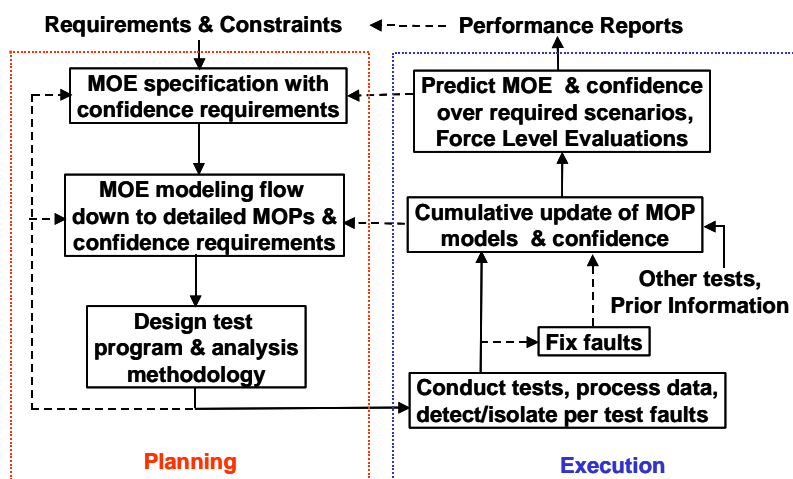 Requirements & Constraints
Performance Reports
MOE specification with
confidence requirements
MOE modeling flow
down to detailed MOPs &
confidence requirements
Design test
program & analysis
methodology
Planning
Predict MOE & confidence
over required scenarios,
Force Level Evaluations
Cumulative update of MOP
models & confidence
Other tests,
Prior Information
Fix faults
Conduct tests, process data,
detect/isolate per test faults
Execution